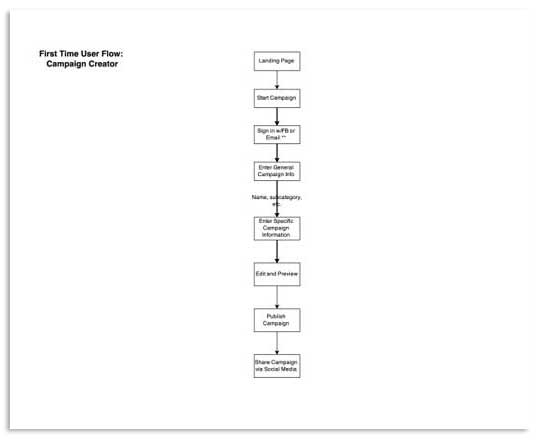 First Time User Flow:
Campaign Creator
Landing Page
Start Campaign
Sign in w/FB or
Email **
Enter General
Campaign Info
Name, subcategory,
etc.
Enter Specific
Campaign
Information
Edit and Preview
Publish
Campaign
Share Campaign
via Social Media